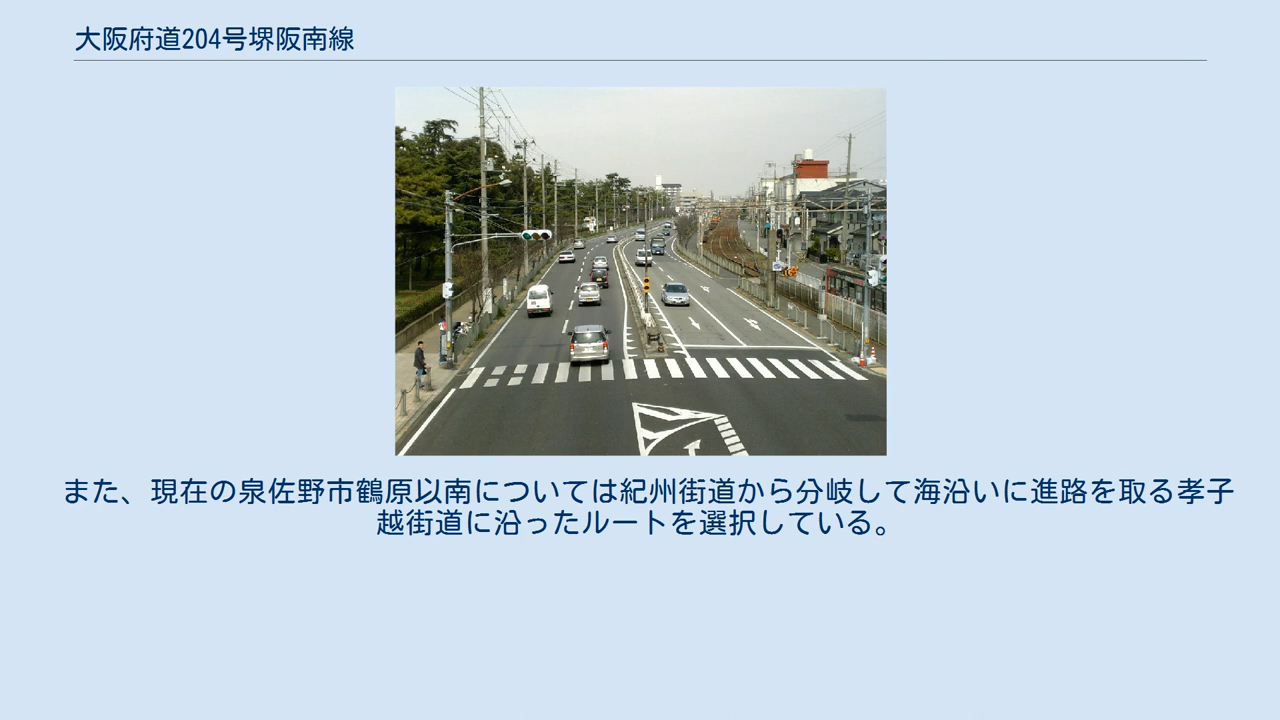 大阪府道204号堺阪南線
また、現在の泉佐野市鶴原以南については紀州街道から分岐して海沿いに進路を取る孝子
越街道に沿ったルートを選択している。